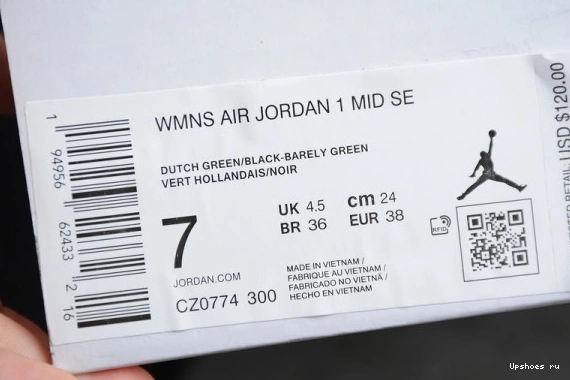 WMNS AIR JORDAN 1 MID SE
DUTCH GREEN/BLACK-BARELY GREEN
VERT HOLLANDAIS/NOIR
7
UK 4.5 cm 24
BR 36 EUR 38
RFID
JORDAN.COM
CZ0774 300
MADE IN VIETNAM /
FABRIQUE AU VIETNAM /
FABRICADO NO VIETNÃ /
HECHO EN VIETNAM
1 94956 62433 2 16
RETAIL USD $120.00
Upshoes ru